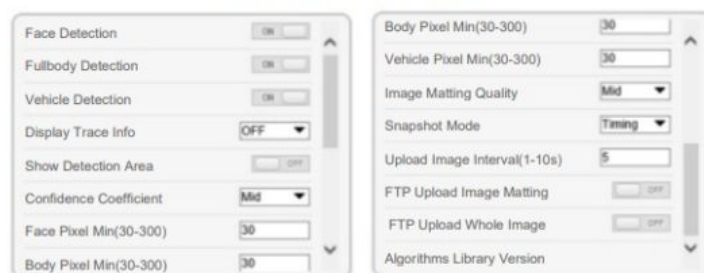 Face Detection ON
Fullbody Detection ON
Vehicle Detection ON
Display Trace Info OFF
Show Detection Area OFF
Confidence Coefficient Mid
Face Pixel Min(30-300) 30
Body Pixel Min(30-300) 30
Body Pixel Min(30-300) 30
Vehicle Pixel Min(30-300) 30
Image Matting Quality Mid
Snapshot Mode Timing
Upload Image Interval(1-10s) 5
FTP Upload Image Matting OFF
FTP Upload Whole Image OFF
Algorithms Library Version